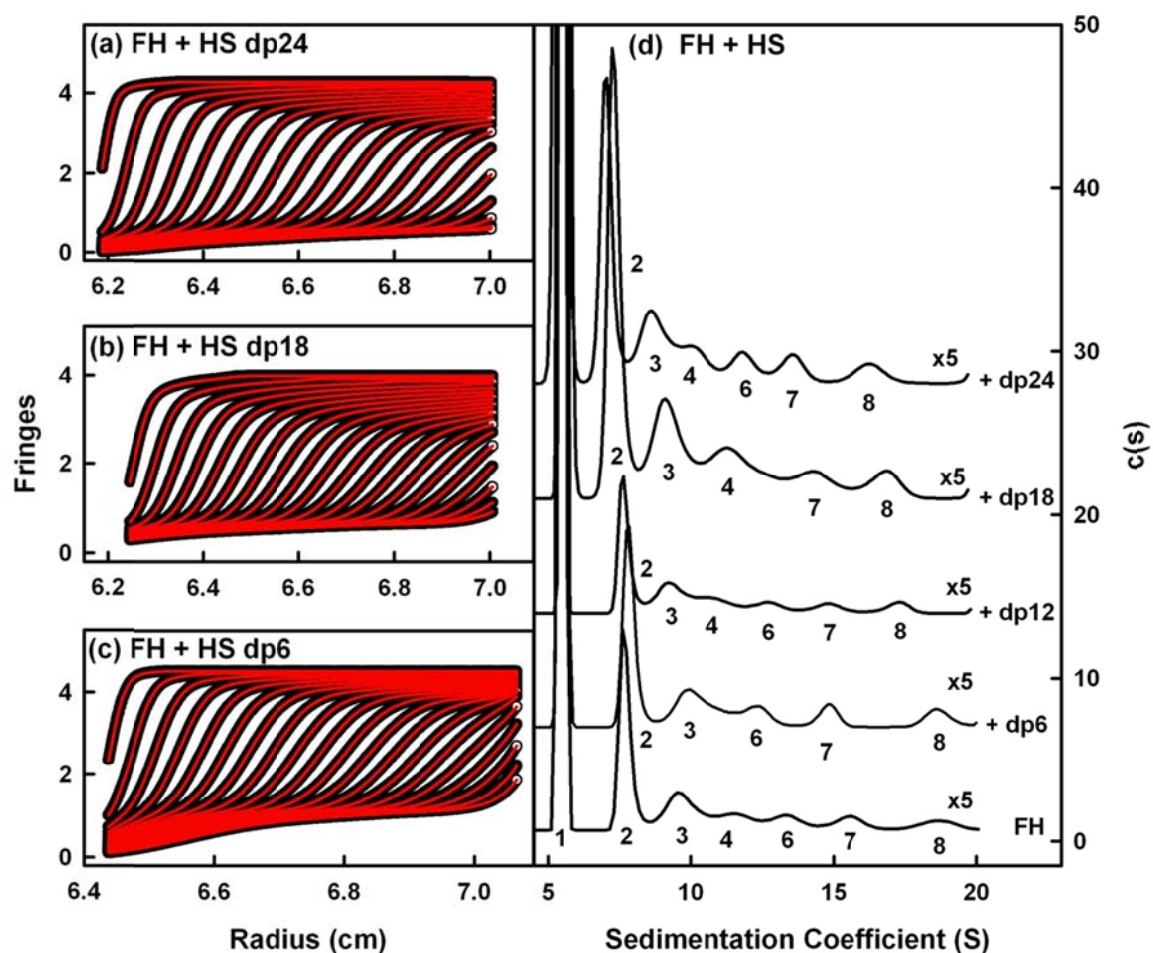 (a) FH + HS dp24
4
2
0
6.2 6.4 6.6 6.8 7.0
(b) FH + HS dp18
4
2
0
6.2 6.4 6.6 6.8 7.0
(c) FH + HS dp6
4
2
0
6.4 6.6 6.8 7.0
Fringes
Radius (cm)
(d) FH + HS
50
40
30
20
10
0
c(s)
2
3 4 6 7 8
x5
+ dp24
2
3 4 7 8
x5
+ dp18
2
3 4 6 7 8
x5
+ dp12
2
3 6 7 8
x5
+ dp6
1 2 3 4 6 7 8
x5
FH
5 10 15 20
Sedimentation Coefficient (S)